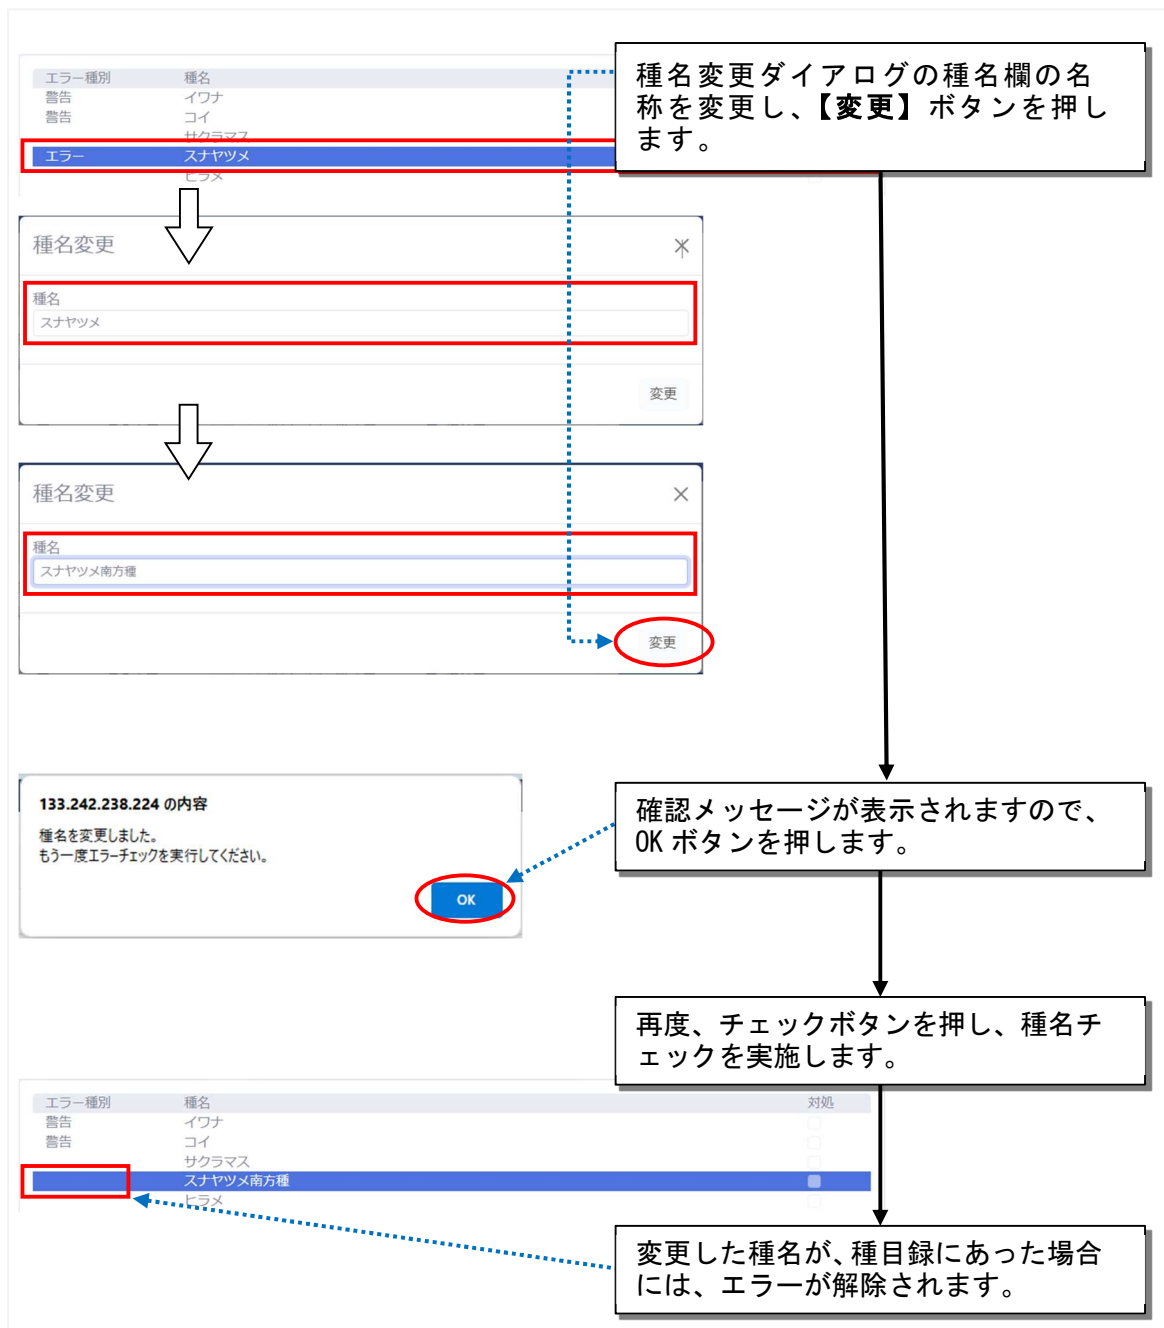 エラー種別 種名
警告 イワナ
警告 コイ
サクラマス
エラー スナヤツメ
ヒラメ
種名変更ダイアログの種名欄の名
称を変更し、【変更】ボタンを押し
ます。
種名変更
種名
スナヤツメ
変更
種名変更
種名
スナヤツメ南方種
変更
133.242.238.224 の内容
種名を変更しました。
もう一度エラーチェックを実行してください。
OK
確認メッセージが表示されますので、
OK ボタンを押します。
再度、チェックボタンを押し、種名チ
ェックを実施します。
エラー種別 種名 対処
警告 イワナ
警告 コイ
サクラマス
スナヤツメ南方種
ヒラメ
変更した種名が、種目録にあった場合
には、エラーが解除されます。